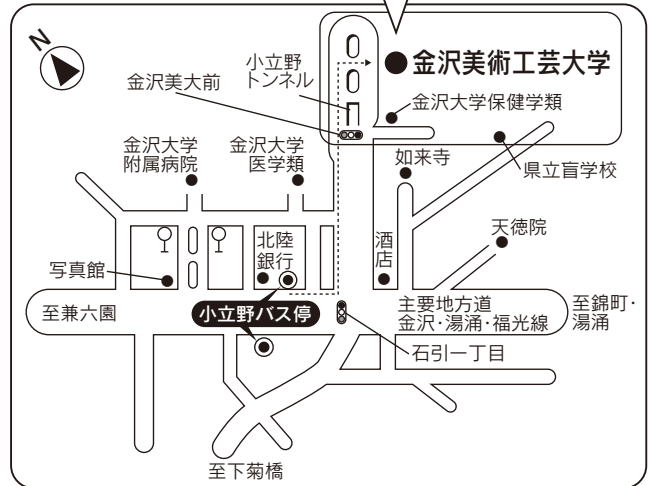 N
金沢美術工芸大学
小立野
トンネル
金沢美大前
金沢大学保健学類
金沢大学
附属病院
金沢大学
医学類
如来寺
県立盲学校
天徳院
北陸
銀行
酒店
写真館
至兼六園
小立野バス停
主要地方道
金沢・湯涌・福光線
至錦町・
湯涌
石引一丁目
至下菊橋